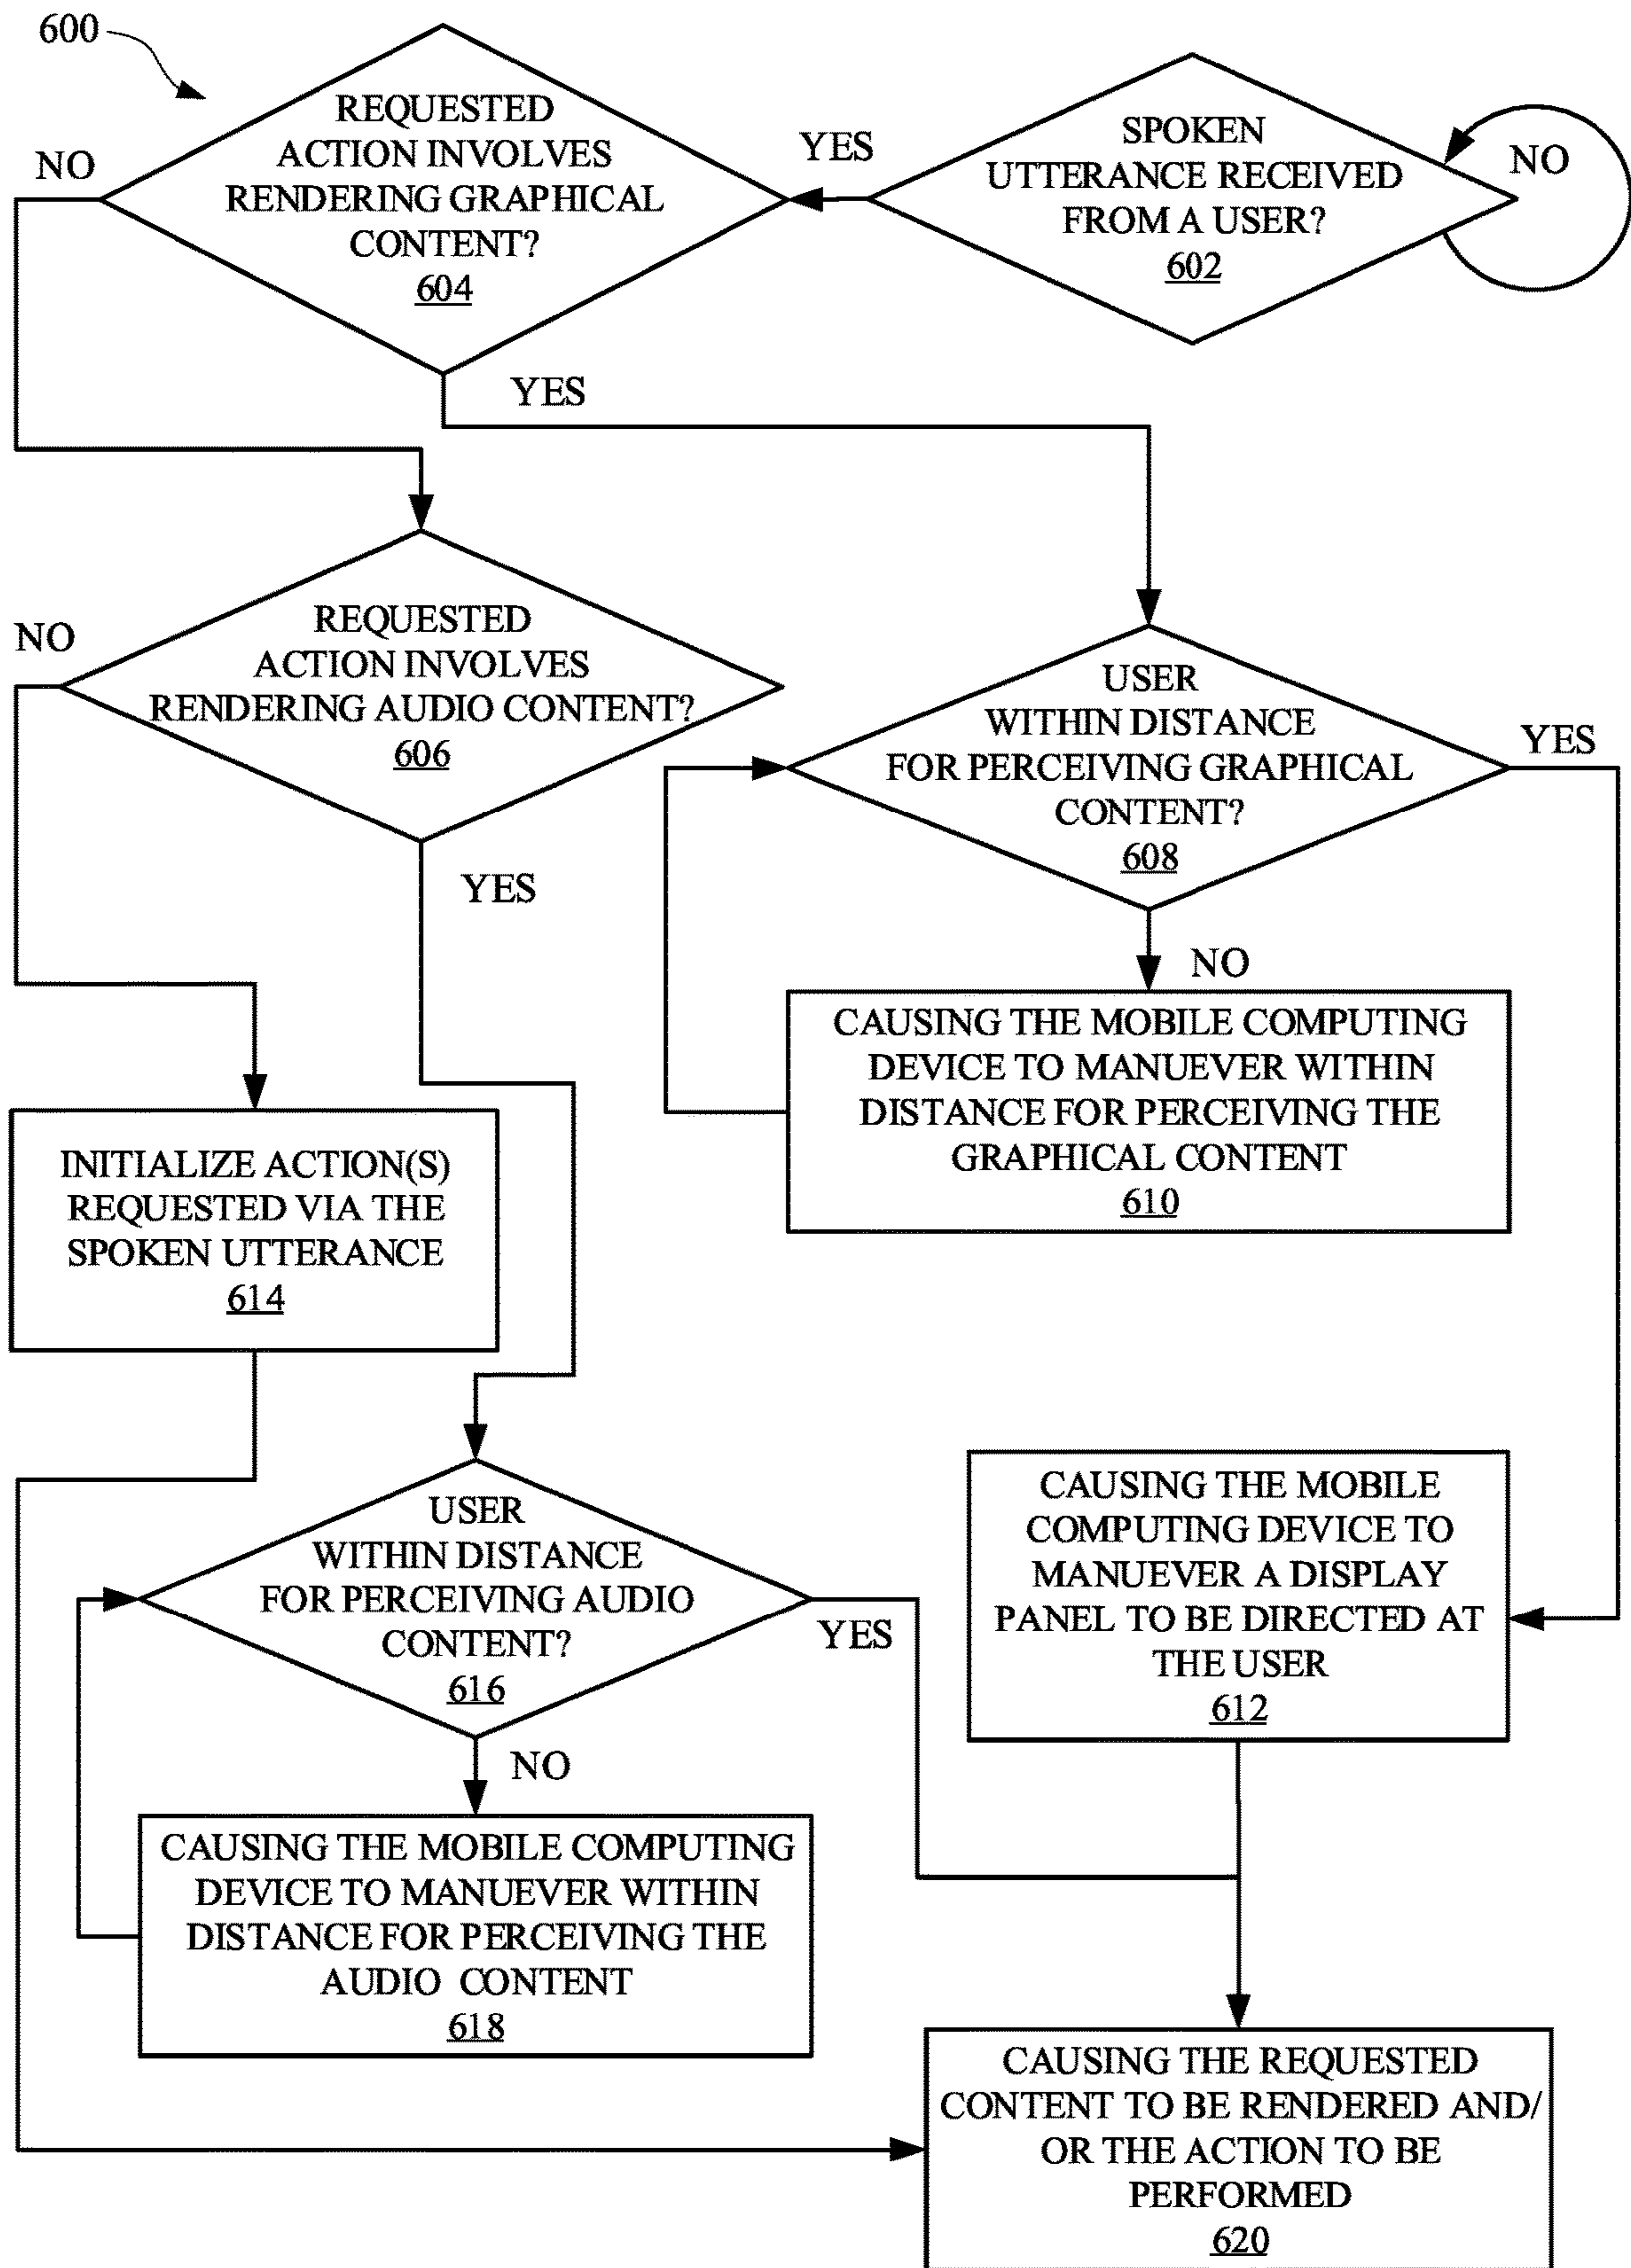 600
REQUESTED
ACTION INVOLVES
RENDERING GRAPHICAL
CONTENT?
604
NO
YES
SPOKEN
UTTERANCE RECEIVED
FROM A USER?
602
NO
YES
REQUESTED
ACTION INVOLVES
RENDERING AUDIO CONTENT?
606
NO
YES
USER
WITHIN DISTANCE
FOR PERCEIVING GRAPHICAL
CONTENT?
608
YES
NO
CAUSING THE MOBILE COMPUTING
DEVICE TO MANUEVER WITHIN
DISTANCE FOR PERCEIVING THE
GRAPHICAL CONTENT
610
INITIALIZE ACTION(S)
REQUESTED VIA THE
SPOKEN UTTERANCE
614
USER
WITHIN DISTANCE
FOR PERCEIVING AUDIO
CONTENT?
616
YES
NO
CAUSING THE MOBILE
COMPUTING DEVICE TO
MANUEVER A DISPLAY
PANEL TO BE DIRECTED AT
THE USER
612
CAUSING THE MOBILE COMPUTING
DEVICE TO MANUEVER WITHIN
DISTANCE FOR PERCEIVING THE
AUDIO CONTENT
618
CAUSING THE REQUESTED
CONTENT TO BE RENDERED AND/
OR THE ACTION TO BE
PERFORMED
620